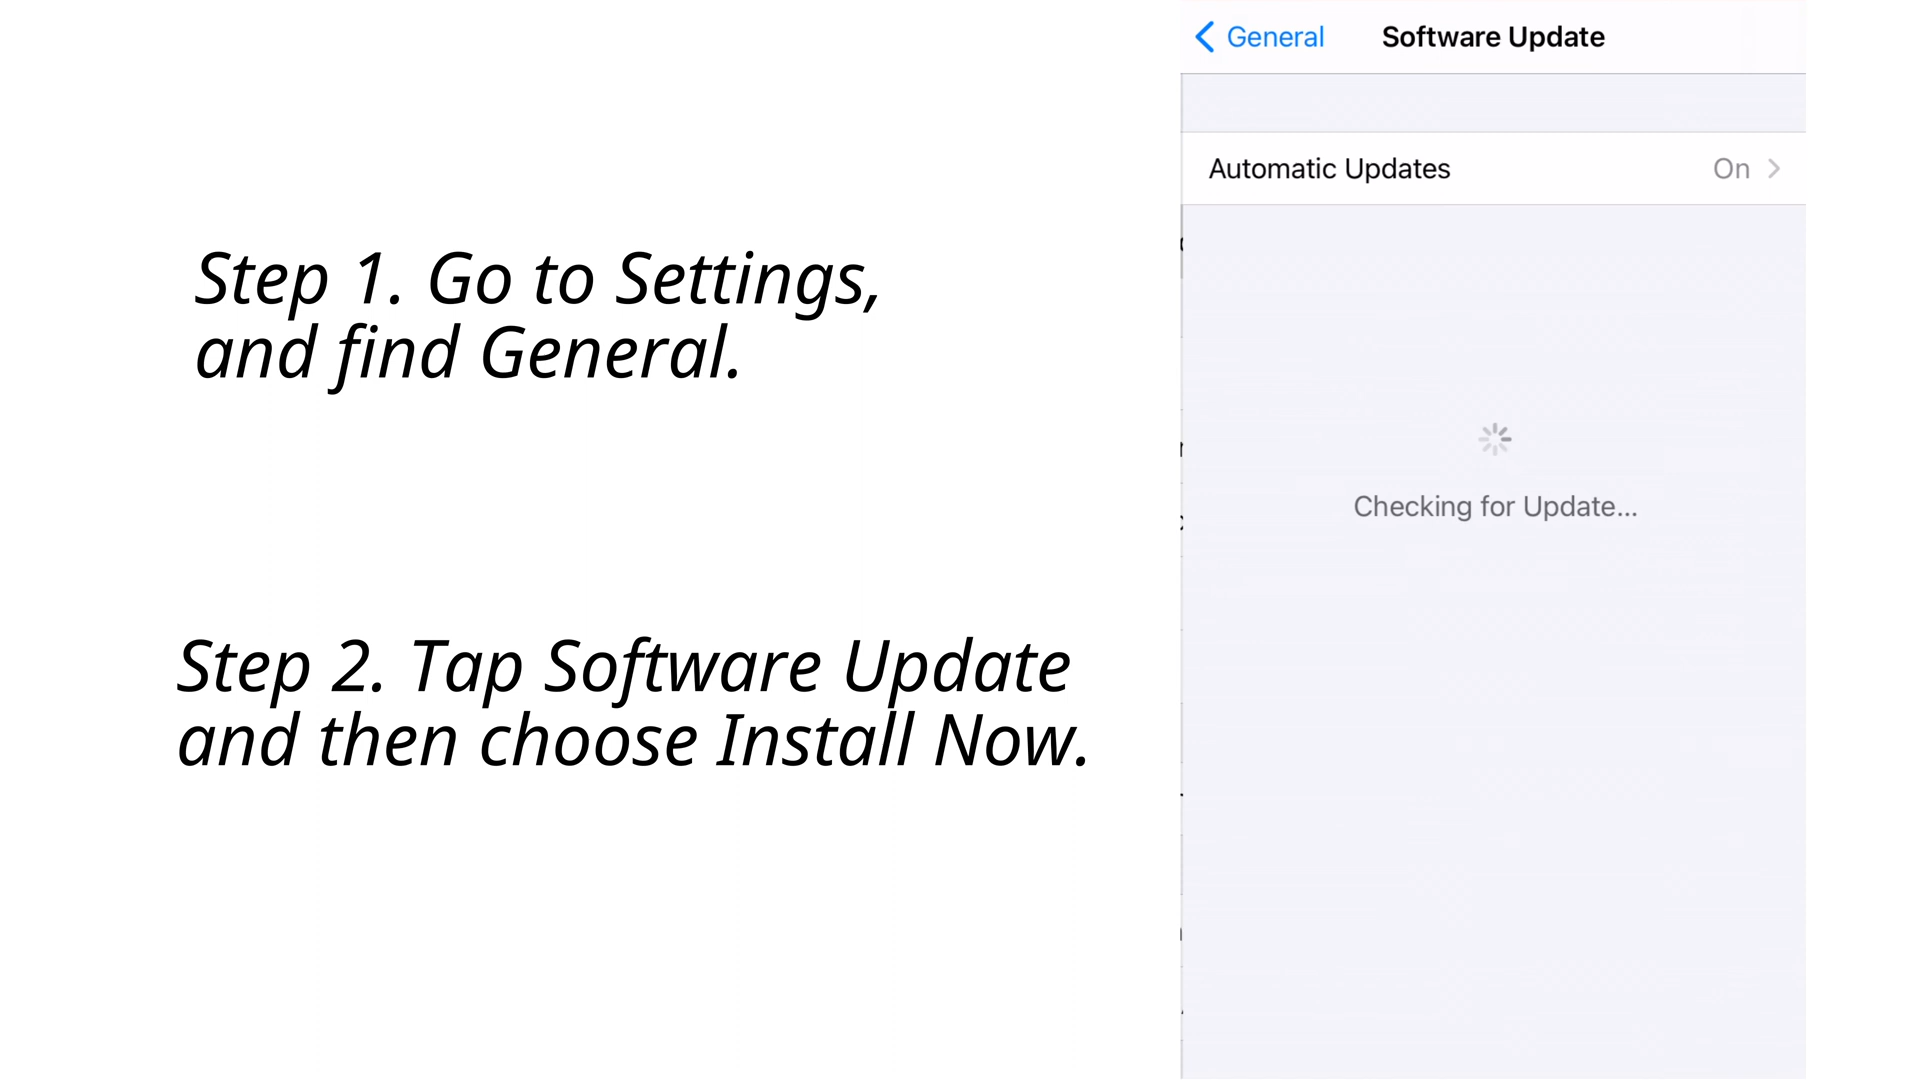 Step 1. Go to Settings,
and find General.
Step 2. Tap Software Update
and then choose Install Now.
General
Software Update
Automatic Updates
On
Checking for Update...